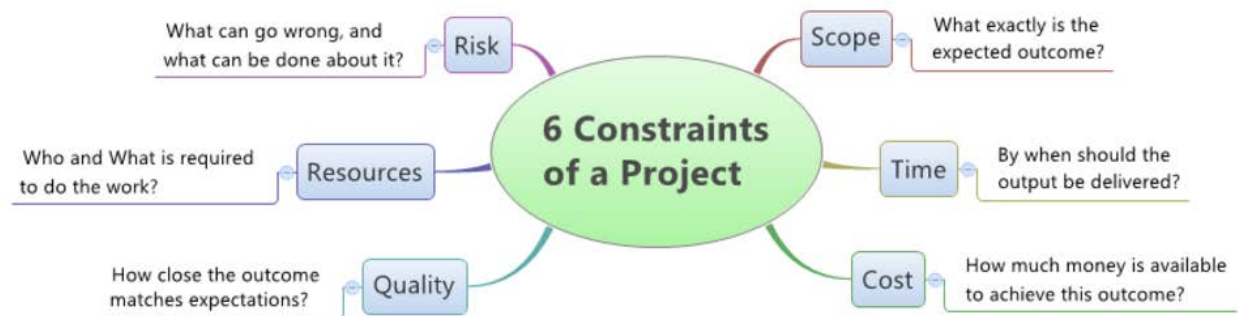 6 Constraints
of a Project
Scope
What exactly is the
expected outcome?
Time
By when should the
output be delivered?
Cost
How much money is available
to achieve this outcome?
Risk
What can go wrong, and
what can be done about it?
Resources
Who and What is required
to do the work?
Quality
How close the outcome
matches expectations?